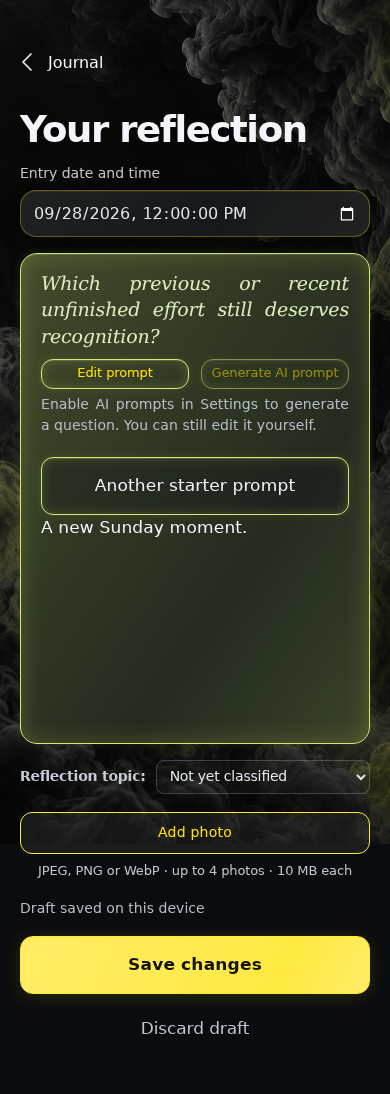 Journal
Your reflection
Entry date and time
09/28/2026, 12:00:00 PM
Which previous or recent
unfinished effort still deserves
recognition?
Edit prompt
Generate AI prompt
Enable AI prompts in Settings to generate
a question. You can still edit it yourself.
Another starter prompt
A new Sunday moment.
Reflection topic:
Not yet classified
Add photo
JPEG, PNG or WebP · up to 4 photos · 10 MB each
Draft saved on this device
Save changes
Discard draft